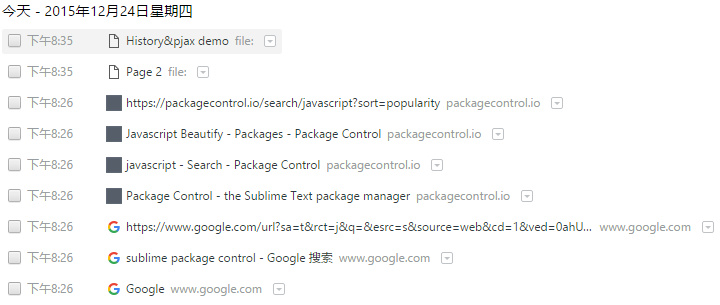 今天 - 2015年12月24日星期四
下午8:35 History&pjax demo file:
下午8:35 Page 2 file:
下午8:26 https://packagecontrol.io/search/javascript?sort=popularity packagecontrol.io
下午8:26 Javascript Beautify - Packages - Package Control packagecontrol.io
下午8:26 javascript - Search - Package Control packagecontrol.io
下午8:26 Package Control - the Sublime Text package manager packagecontrol.io
下午8:26 https://www.google.com/url?sa=t&rct=j&q=&esrc=s&source=web&cd=1&ved=0ahU... www.google.com
下午8:26 sublime package control - Google 搜索 www.google.com
下午8:26 Google www.google.com